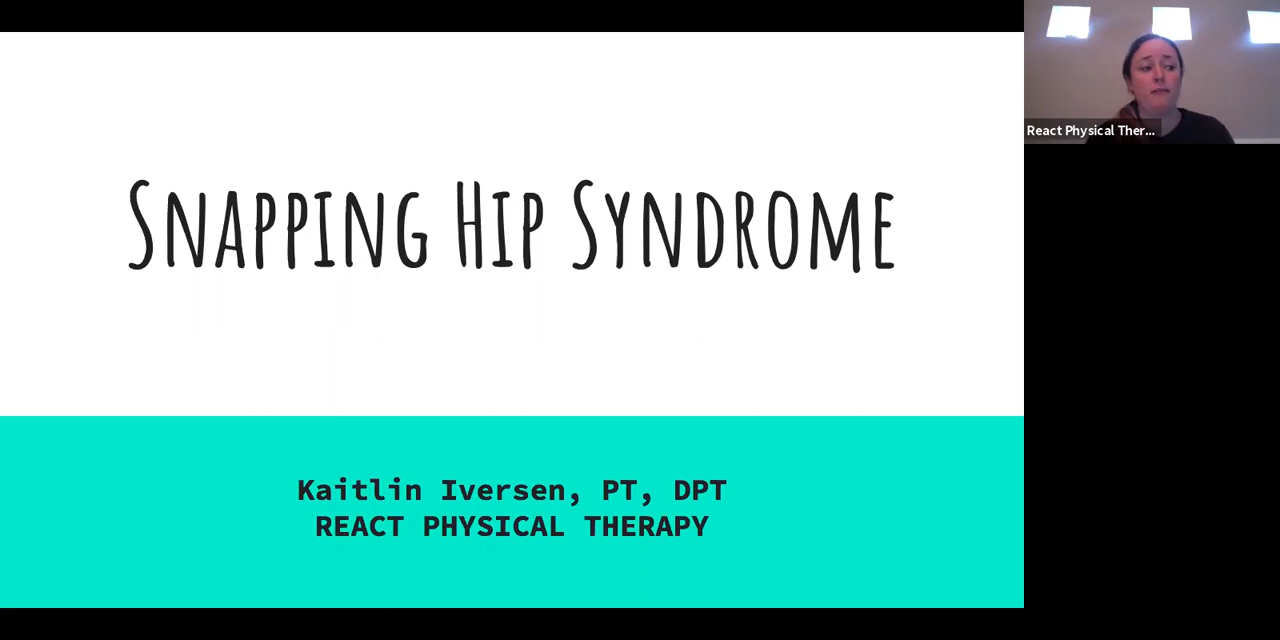 Snapping Hip Syndrome
Kaitlin Iversen, PT, DPT
REACT PHYSICAL THERAPY
React Physical Ther...